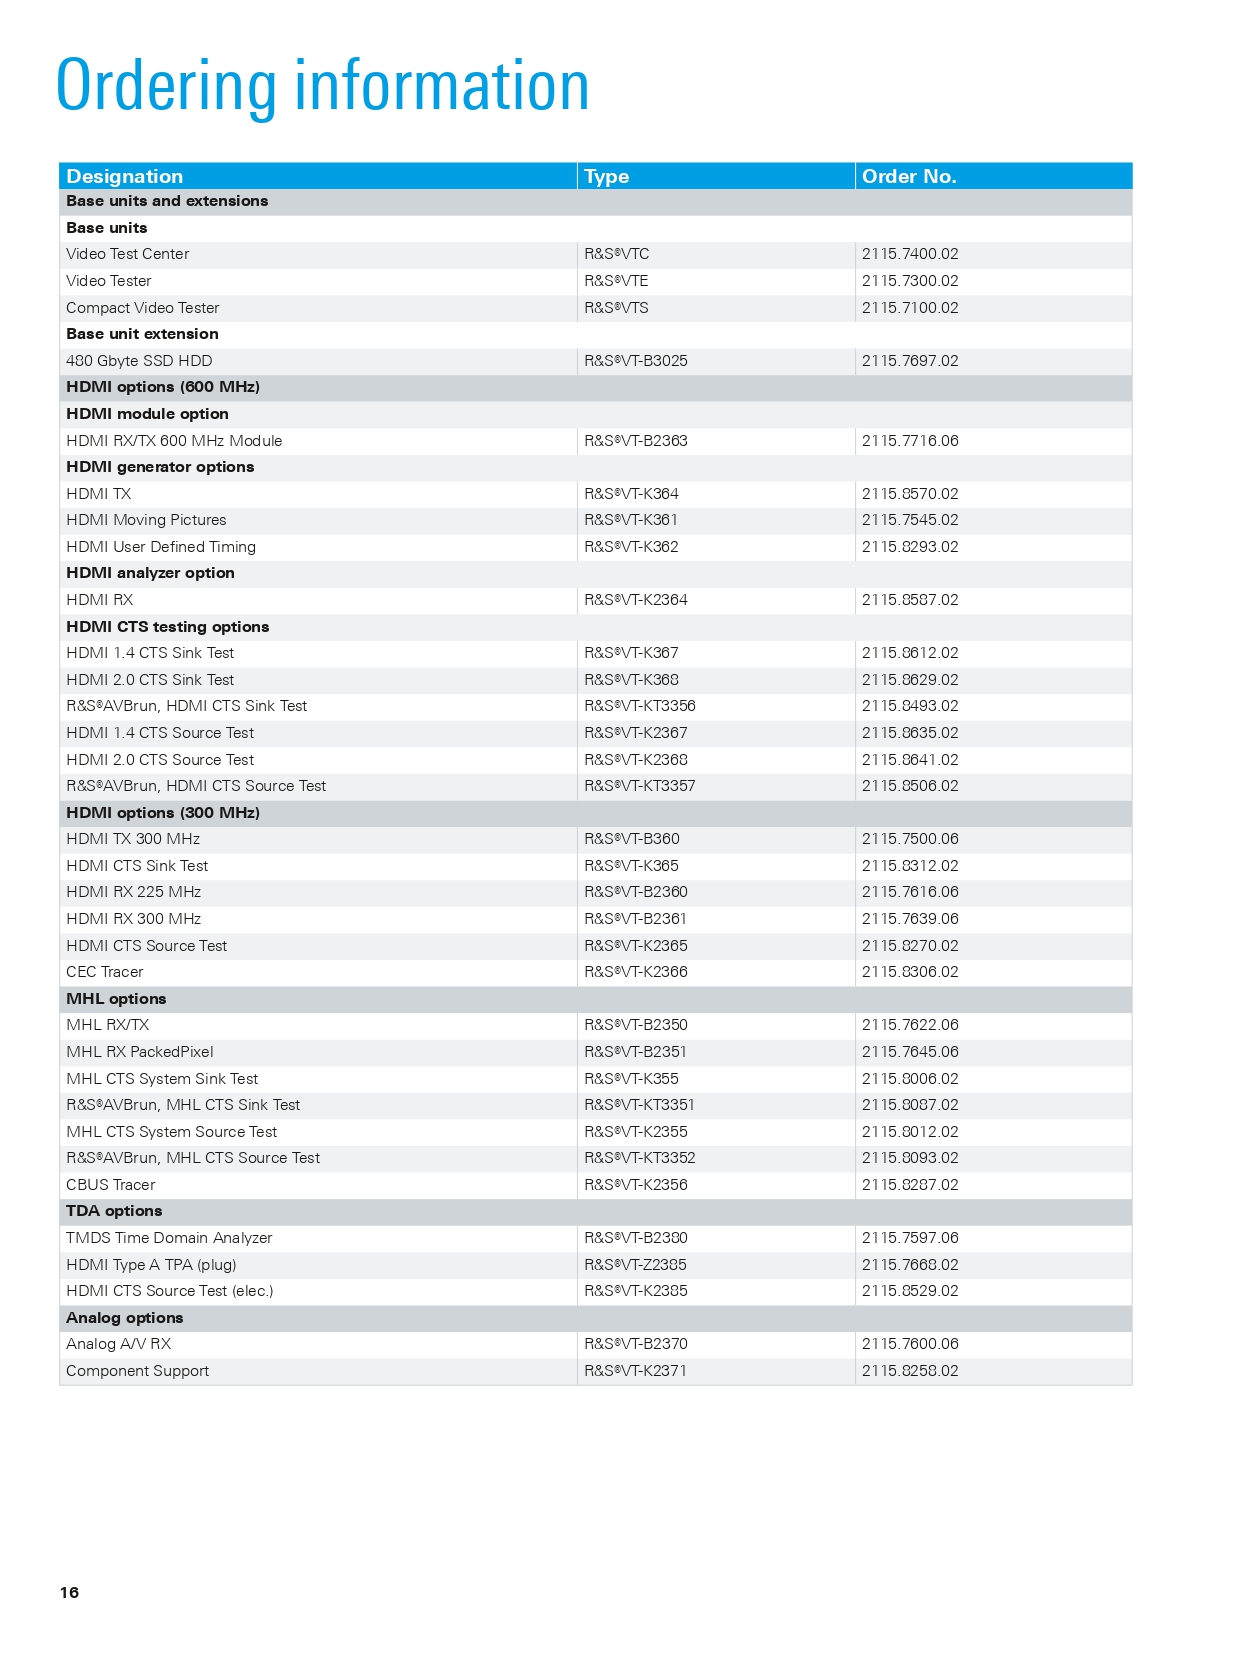 Ordering information
Designation Type Order No.
Base units and extensions
Base units
Video Test Center R&S®VTC 2115.7400.02
Video Tester R&S®VTE 2115.7300.02
Compact Video Tester R&S®VTS 2115.7100.02
Base unit extension
480 Gbyte SSD HDD R&S®VT-B3025 2115.7697.02
HDMI options (600 MHz)
HDMI module option
HDMI RX/TX 600 MHz Module R&S®VT-B2363 2115.7716.06
HDMI generator options
HDMI TX R&S®VT-K364 2115.8570.02
HDMI Moving Pictures R&S®VT-K361 2115.7545.02
HDMI User Defined Timing R&S®VT-K362 2115.8293.02
HDMI analyzer option
HDMI RX R&S®VT-K2364 2115.8587.02
HDMI CTS testing options
HDMI 1.4 CTS Sink Test R&S®VT-K367 2115.8612.02
HDMI 2.0 CTS Sink Test R&S®VT-K368 2115.8629.02
R&S®AVBrun, HDMI CTS Sink Test R&S®VT-KT3356 2115.8493.02
HDMI 1.4 CTS Source Test R&S®VT-K2367 2115.8635.02
HDMI 2.0 CTS Source Test R&S®VT-K2368 2115.8641.02
R&S®AVBrun, HDMI CTS Source Test R&S®VT-KT3357 2115.8506.02
HDMI options (300 MHz)
HDMI TX 300 MHz R&S®VT-B360 2115.7500.06
HDMI CTS Sink Test R&S®VT-K365 2115.8312.02
HDMI RX 225 MHz R&S®VT-B2360 2115.7616.06
HDMI RX 300 MHz R&S®VT-B2361 2115.7639.06
HDMI CTS Source Test R&S®VT-K2365 2115.8270.02
CEC Tracer R&S®VT-K2366 2115.8306.02
MHL options
MHL RX/TX R&S®VT-B2350 2115.7622.06
MHL RX PackedPixel R&S®VT-B2351 2115.7645.06
MHL CTS System Sink Test R&S®VT-K355 2115.8006.02
R&S®AVBrun, MHL CTS Sink Test R&S®VT-KT3351 2115.8087.02
MHL CTS System Source Test R&S®VT-K2355 2115.8012.02
R&S®AVBrun, MHL CTS Source Test R&S®VT-KT3352 2115.8093.02
CBUS Tracer R&S®VT-K2356 2115.8287.02
TDA options
TMDS Time Domain Analyzer R&S®VT-B2380 2115.7597.06
HDMI Type A TPA (plug) R&S®VT-Z2385 2115.7668.02
HDMI CTS Source Test (elec.) R&S®VT-K2385 2115.8529.02
Analog options
Analog A/V RX R&S®VT-B2370 2115.7600.06
Component Support R&S®VT-K2371 2115.8258.02
16